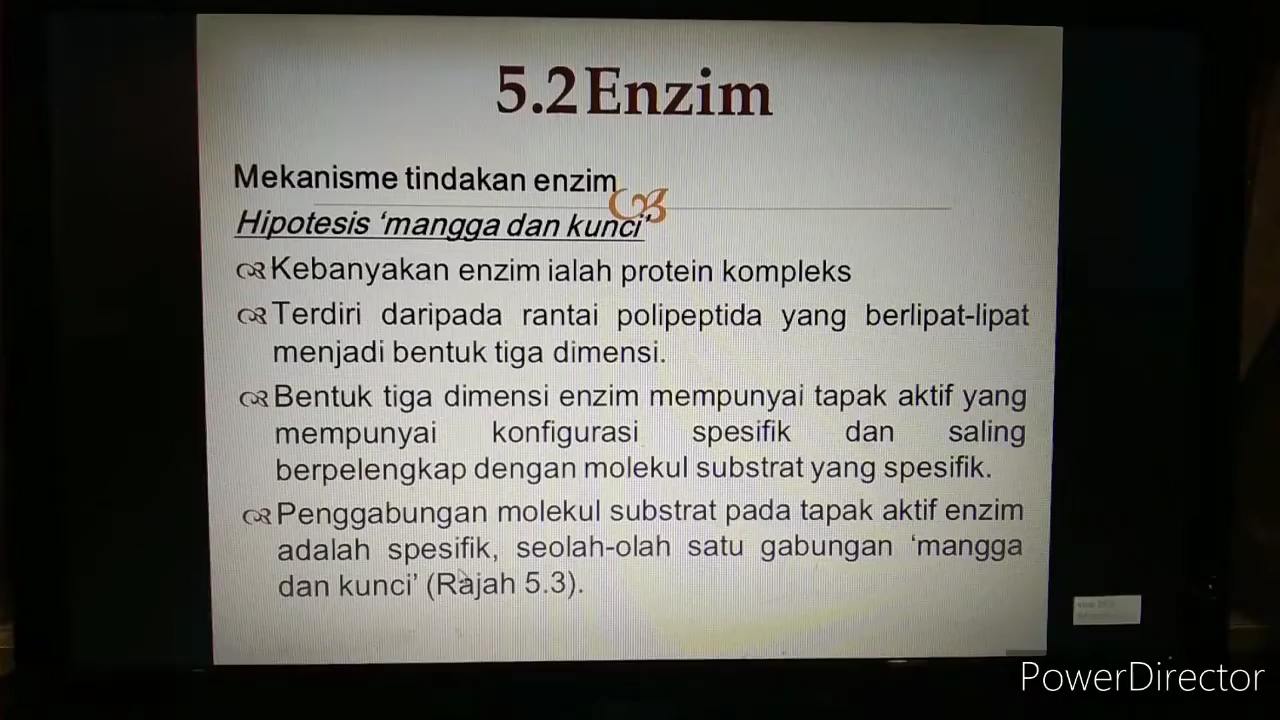 5.2 Enzim
Mekanisme tindakan enzim
Hipotesis ‘mangga dan kunci’
Kebanyakan enzim ialah protein kompleks
Terdiri daripada rantai polipeptida yang berlipat-lipat
menjadi bentuk tiga dimensi.
Bentuk tiga dimensi enzim mempunyai tapak aktif yang
mempunyai konfigurasi spesifik dan saling
berpelengkap dengan molekul substrat yang spesifik.
Penggabungan molekul substrat pada tapak aktif enzim
adalah spesifik, seolah-olah satu gabungan ‘mangga
dan kunci’ (Rajah 5.3).
PowerDirector